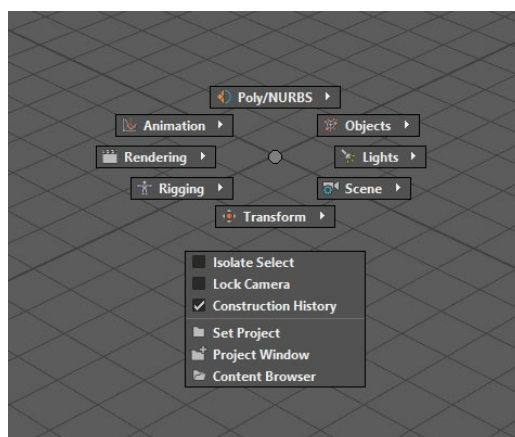 Poly/NURBS
Animation
Objects
Rendering
Lights
Rigging
Scene
Transform
Isolate Select
Lock Camera
Construction History
Set Project
Project Window
Content Browser